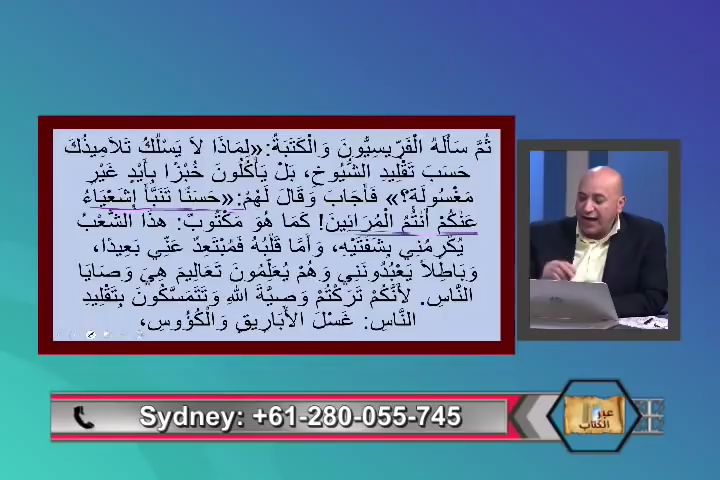 ثُمَّ سَأَلَهُ الْفَرِّيسِيُّونَ وَالْكَتَبَةُ:«لِمَاذَا لاَ يَسْلُكُ تَلاَمِيذُكَ
حَسَبَ تَقْلِيدِ الشُّيُوخِ، بَلْ يَأْكُلُونَ خُبْزًا بِأَيْدٍ غَيْرِ
مَغْسُولَةٍ؟» فَأَجَابَ وَقَالَ لَهُمْ:«حَسَنًا تَنَبَّأَ إِشَعْيَاءُ
عَنْكُمْ أَنْتُمُ الْمُرَائِينَ! كَمَا هُوَ مَكْتُوبٌ: هذَا الشَّعْبُ
يُكْرِمُنِي بِشَفَتَيْهِ، وَأَمَّا قَلْبُهُ فَمُبْتَعِدٌ عَنِّي بَعِيدًا،
وَبَاطِلاً يَعْبُدُونَنِي وَهُمْ يُعَلِّمُونَ تَعَالِيمَ هِيَ وَصَايَا
النَّاسِ. لأَنَّكُمْ تَرَكْتُمْ وَصِيَّةَ اللهِ وَتَتَمَسَّكُونَ بِتَقْلِيدِ
النَّاسِ: غَسْلَ الأَبَارِيقِ وَالْكُؤُوسِ،
Sydney: +61-280-055-745
عبر
الكتاب